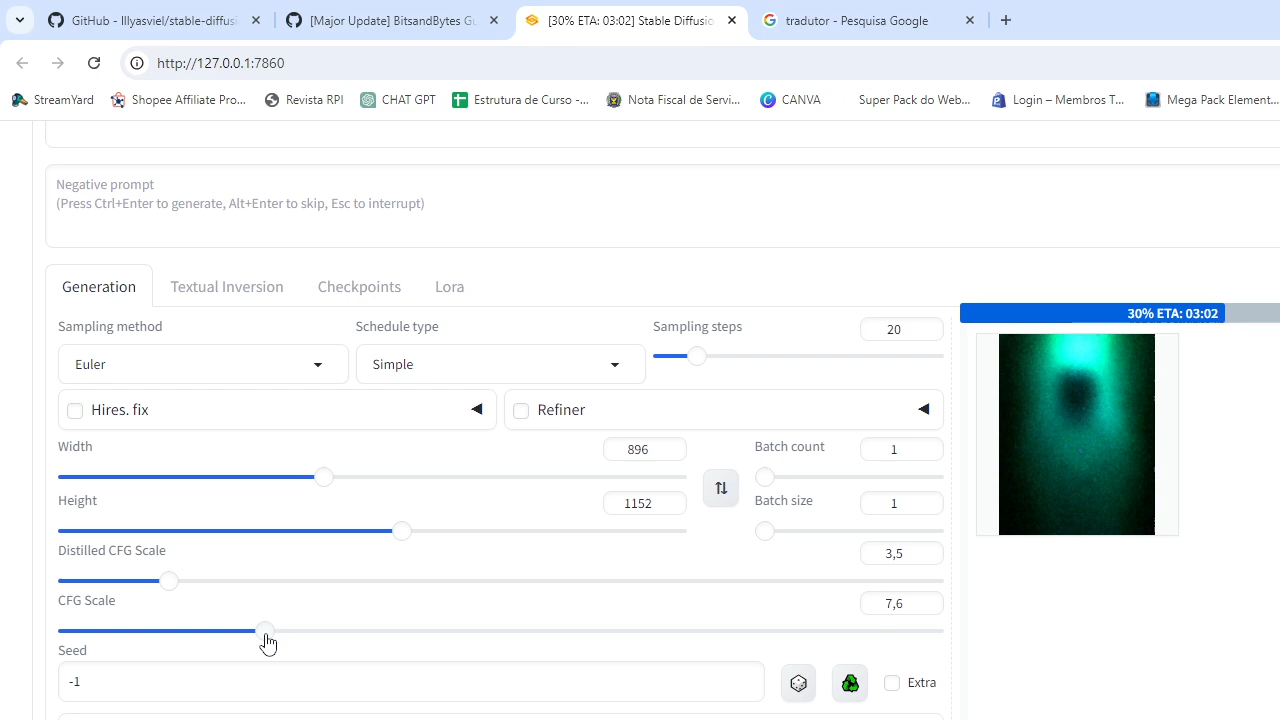 GitHub - lllyasviel/stable-diffus
[Major Update] BitsandBytes Gu
[30% ETA: 03:02] Stable Diffusio
tradutor - Pesquisa Google
http://127.0.0.1:7860
StreamYard
Shopee Affiliate Pro...
Revista RPI
CHAT GPT
Estrutura de Curso -...
Nota Fiscal de Servi...
CANVA
Super Pack do Web...
Login – Membros T...
Mega Pack Element...
Negative prompt
(Press Ctrl+Enter to generate, Alt+Enter to skip, Esc to interrupt)
Generation
Textual Inversion
Checkpoints
Lora
Sampling method
Schedule type
Sampling steps
20
30% ETA: 03:02
Euler
Simple
Hires. fix
Refiner
Width
896
Batch count
1
Height
1152
Batch size
1
Distilled CFG Scale
3,5
CFG Scale
7,6
Seed
-1
Extra